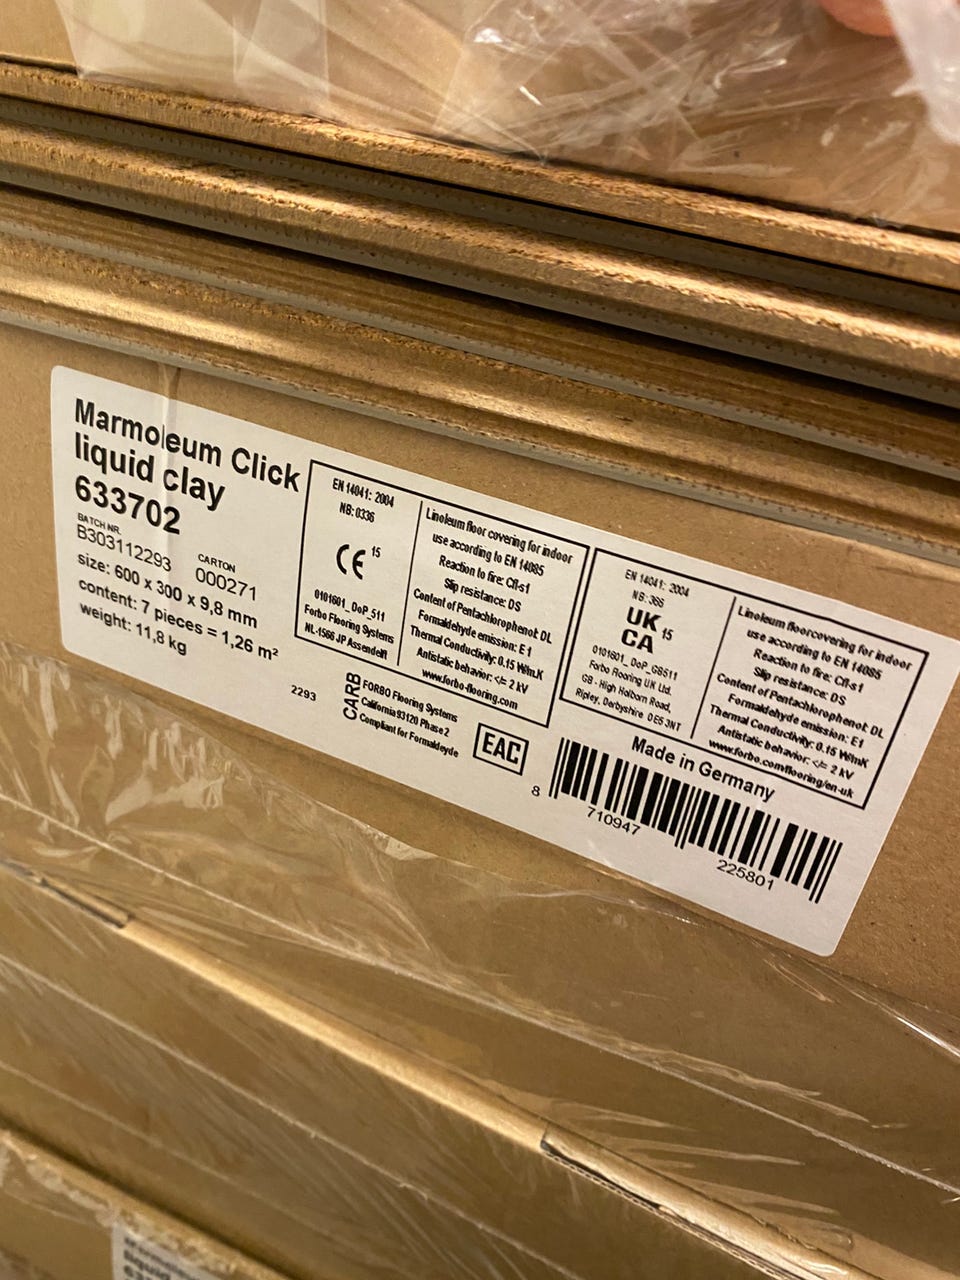 Marmoleum Click
liquid clay
633702
BATCH NR.
B303112293
CARTON
000271
size: 600 x 300 x 9,8 mm
content: 7 pieces = 1,26 m²
weight: 11,8 kg
2293
EN 14041: 2004
NB: 0336
CE 15
0101601_DoP_511
Forbo Flooring Systems
NL-1566 JP Assendelft
Linoleum floor covering for indoor
use according to EN 14085
Reaction to fire: Cfl-s1
Slip resistance: DS
Content of Pentachlorophenol: DL
Formaldehyde emission: E1
Thermal Conductivity: 0.15 W/m.K
Antistatic behavior: </= 2 kV
www.forbo-flooring.com
CARB
FORBO Flooring Systems
California 93120 Phase 2
Compliant for Formaldeyde
EAC
EN 14041: 2004
NB: 366
UK
CA 15
0101601_DoP_GB511
Forbo Flooring UK Ltd.
GB - High Holborn Road,
Ripley, Derbyshire DE5 3NT
Linoleum floorcovering for indoor
use according to EN 14085
Reaction to fire: Cfl-s1
Slip resistance: DS
Content of Pentachlorophenol: DL
Formaldehyde emission: E1
Thermal Conductivity: 0.15 W/mK
Antistatic behavior: </= 2 kV
www.forbo.com/flooring/en-uk
Made in Germany
8 710947 225801